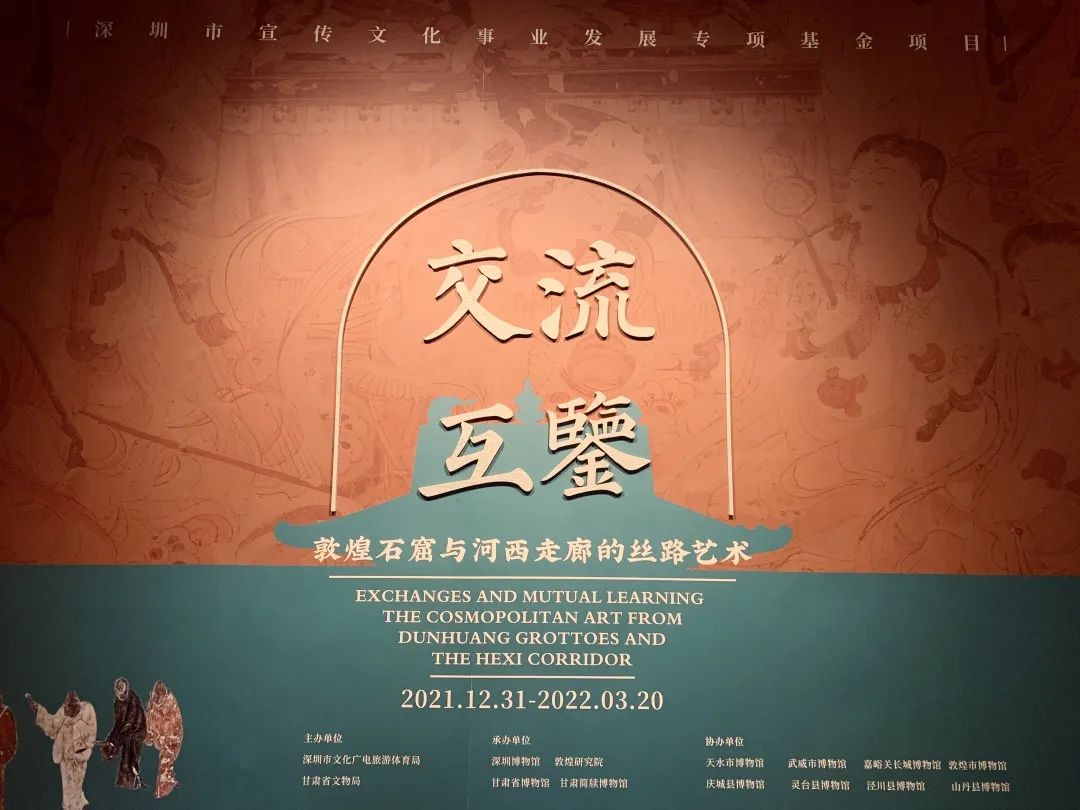 深圳市宣传文化事业发展专项基金项目
交流
互鑒
敦煌石窟与河西走廊的丝路艺术
EXCHANGES AND MUTUAL LEARNING
THE COSMOPOLITAN ART FROM
DUNHUANG GROTTOES AND
THE HEXI CORRIDOR
2021.12.31-2022.03.20
主办单位
深圳市文化广电旅游体育局
甘肃省文物局
承办单位
深圳博物馆 敦煌研究院
甘肃省博物馆 甘肃简牍博物馆
协办单位
天水市博物馆 武威市博物馆 嘉峪关长城博物馆 敦煌市博物馆
庆城县博物馆 灵台县博物馆 泾川县博物馆 山丹县博物馆